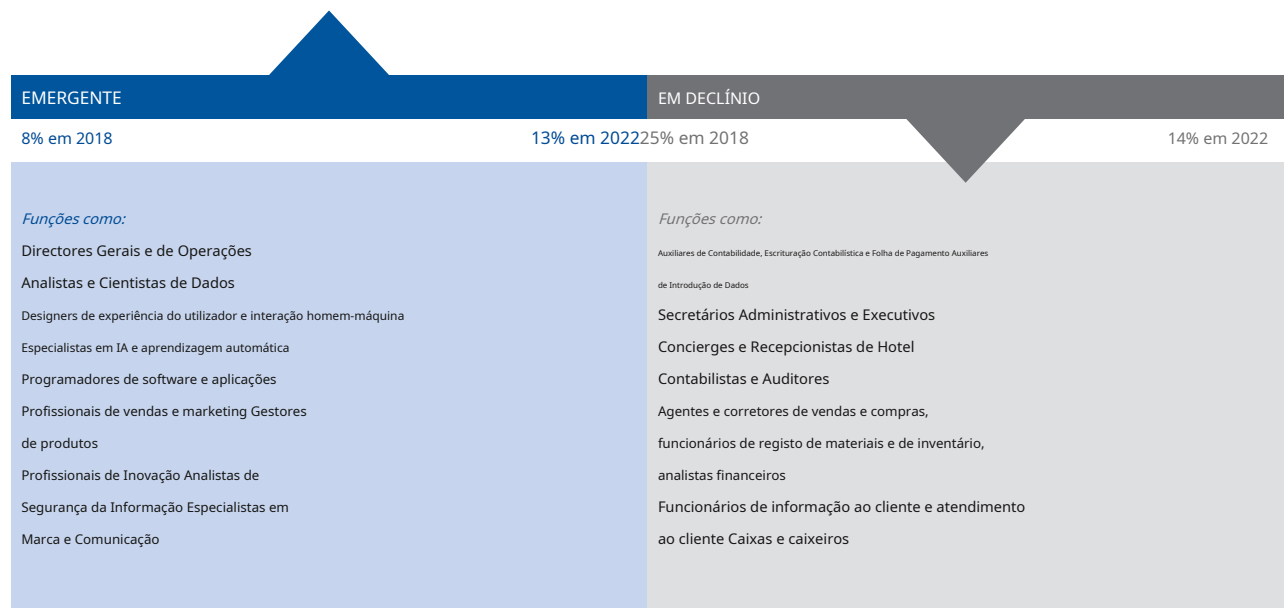 EMERGENTE
8% em 2018
13% em 2022
Funções como:
Directores Gerais e de Operações
Analistas e Cientistas de Dados
Designers de experiência do utilizador e interação homem-máquina
Especialistas em IA e aprendizagem automática
Programadores de software e aplicações
Profissionais de vendas e marketing Gestores
de produtos
Profissionais de Inovação Analistas de
Segurança da Informação Especialistas em
Marca e Comunicação
EM DECLÍNIO
25% em 2018
14% em 2022
Funções como:
Auxiliares de Contabilidade, Escrituração Contabilística e Folha de Pagamento Auxiliares
de Introdução de Dados
Secretários Administrativos e Executivos
Concierges e Recepcionistas de Hotel
Contabilistas e Auditores
Agentes e corretores de vendas e compras,
funcionários de registo de materiais e de inventário,
analistas financeiros
Funcionários de informação ao cliente e atendimento
ao cliente Caixas e caixeiros